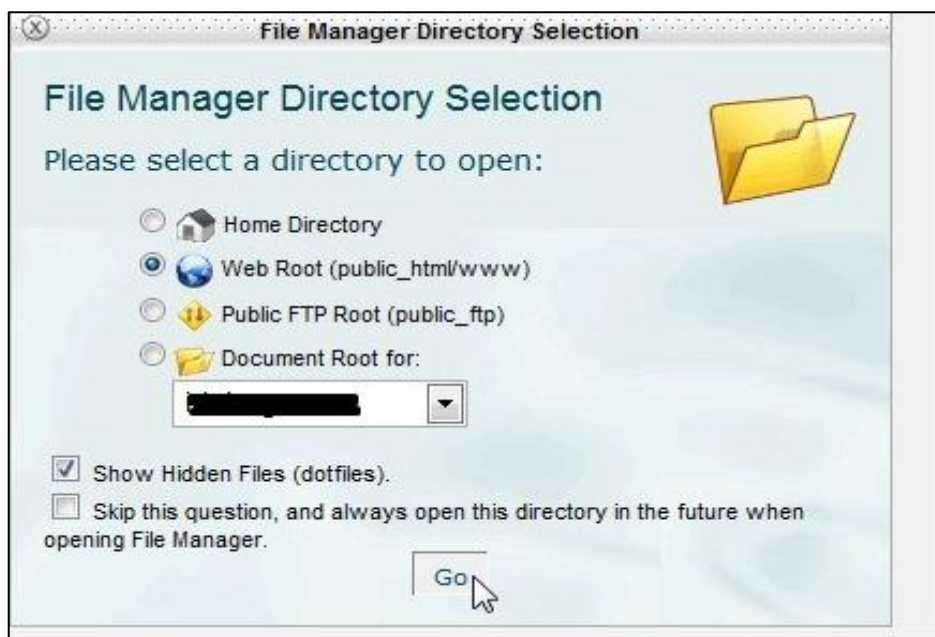 File Manager Directory Selection
File Manager Directory Selection
Please select a directory to open:
Home Directory
Web Root (public_html/www)
Public FTP Root (public_ftp)
Document Root for:
Show Hidden Files (dotfiles).
Skip this question, and always open this directory in the future when
opening File Manager.
Go